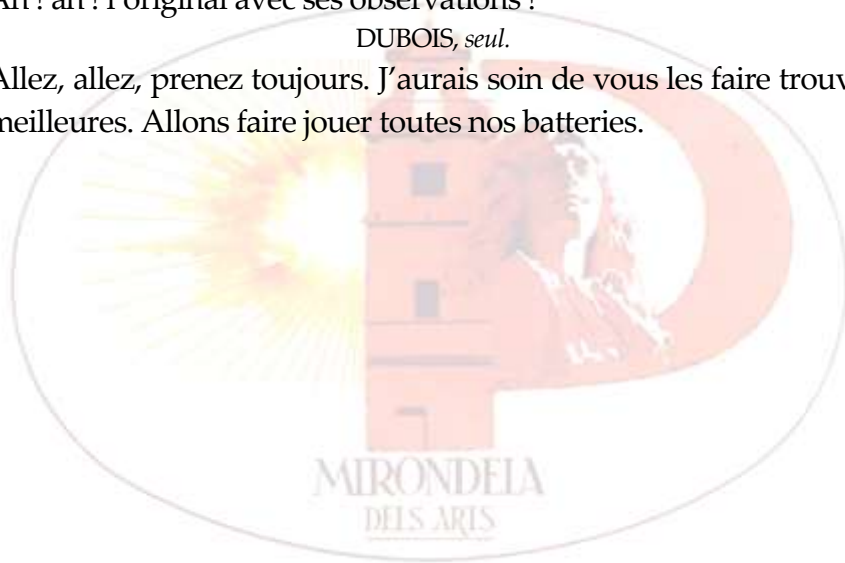 Ah ! ah ! l'original avec ses observations !
DUBOIS, seul.
Allez, allez, prenez toujours. J'aurais soin de vous les faire trouv
meilleures. Allons faire jouer toutes nos batteries.
MIRONDELA
DELS ARTS